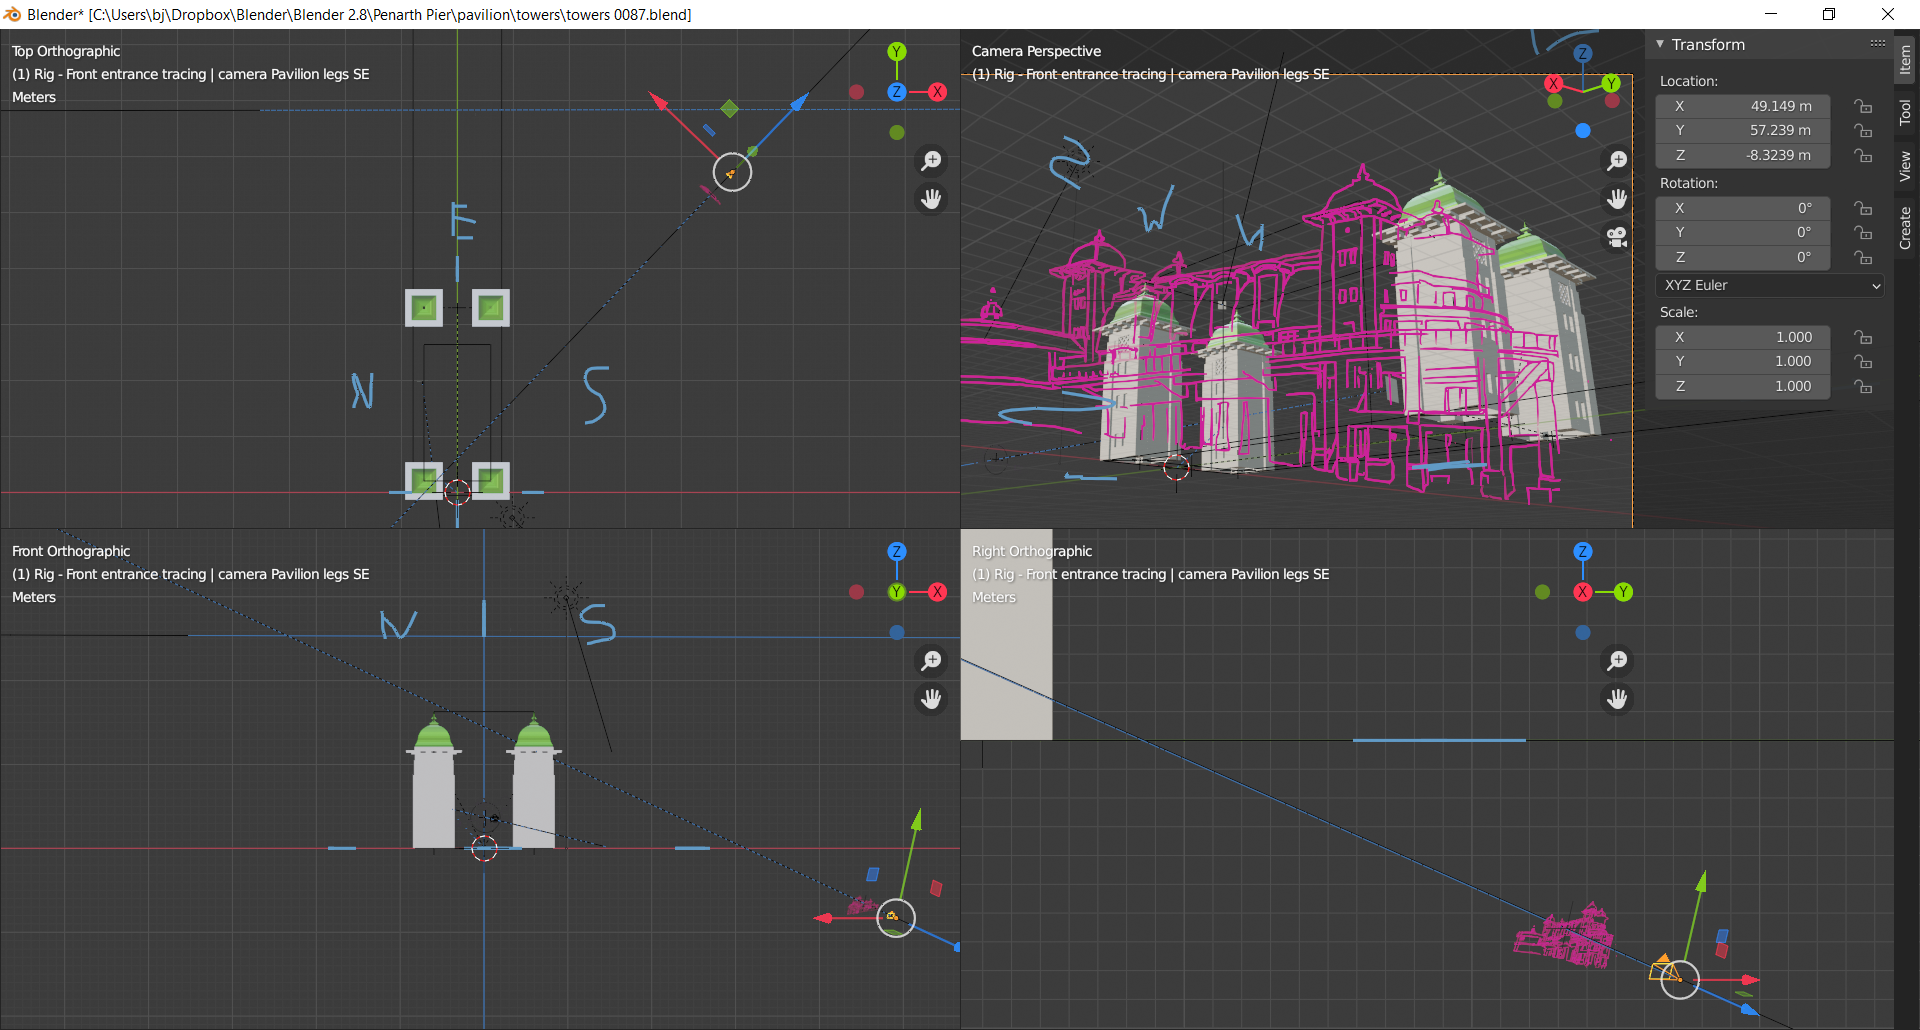 Blender* [C:\Users\bj\Dropbox\Blender\Blender 2.8\Penarth Pier\pavilion\towers\towers 0087.blend]
Top Orthographic
(1) Rig - Front entrance tracing | camera Pavilion legs SE
Meters
Y
Z
X
E
N
S
Camera Perspective
(1) Rig - Front entrance tracing | camera Pavilion legs SE
Z
X
Y
W
Transform
Location:
X 49.149 m
Y 57.239 m
Z -8.3239 m
Rotation:
X 0°
Y 0°
Z 0°
XYZ Euler
Scale:
X 1.000
Y 1.000
Z 1.000
Item
Tool
View
Create
Front Orthographic
(1) Rig - Front entrance tracing | camera Pavilion legs SE
Meters
Z
Y
X
N
S
Right Orthographic
(1) Rig - Front entrance tracing | camera Pavilion legs SE
Meters
Z
X
Y